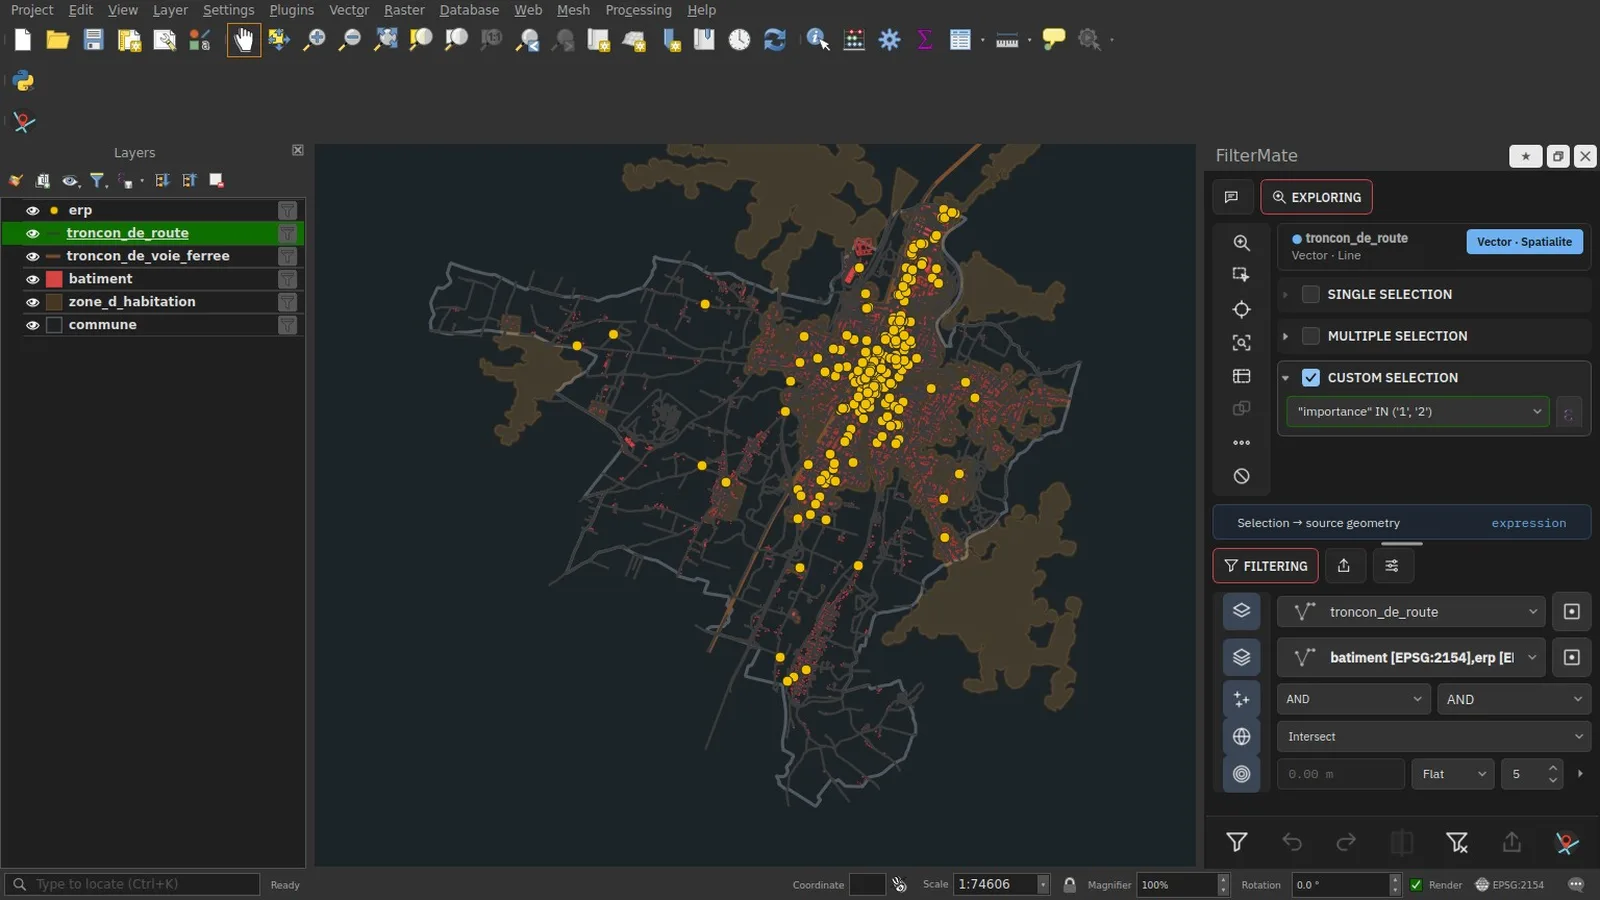 Project Edit View Layer Settings Plugins Vector Raster Database Web Mesh Processing Help
Layers
erp
troncon_de_route
troncon_de_voie_ferree
batiment
zone_d_habitation
commune
FilterMate
EXPLORING
troncon_de_route
Vector · Line
Vector · Spatialite
SINGLE SELECTION
MULTIPLE SELECTION
CUSTOM SELECTION
"importance" IN ('1', '2')
Selection → source geometry expression
FILTERING
troncon_de_route
batiment [EPSG:2154],erp [E
AND AND
Intersect
0.00 m Flat 5
Type to locate (Ctrl+K) Ready Coordinate Scale 1:74606 Magnifier 100% Rotation 0.0 ° Render EPSG:2154